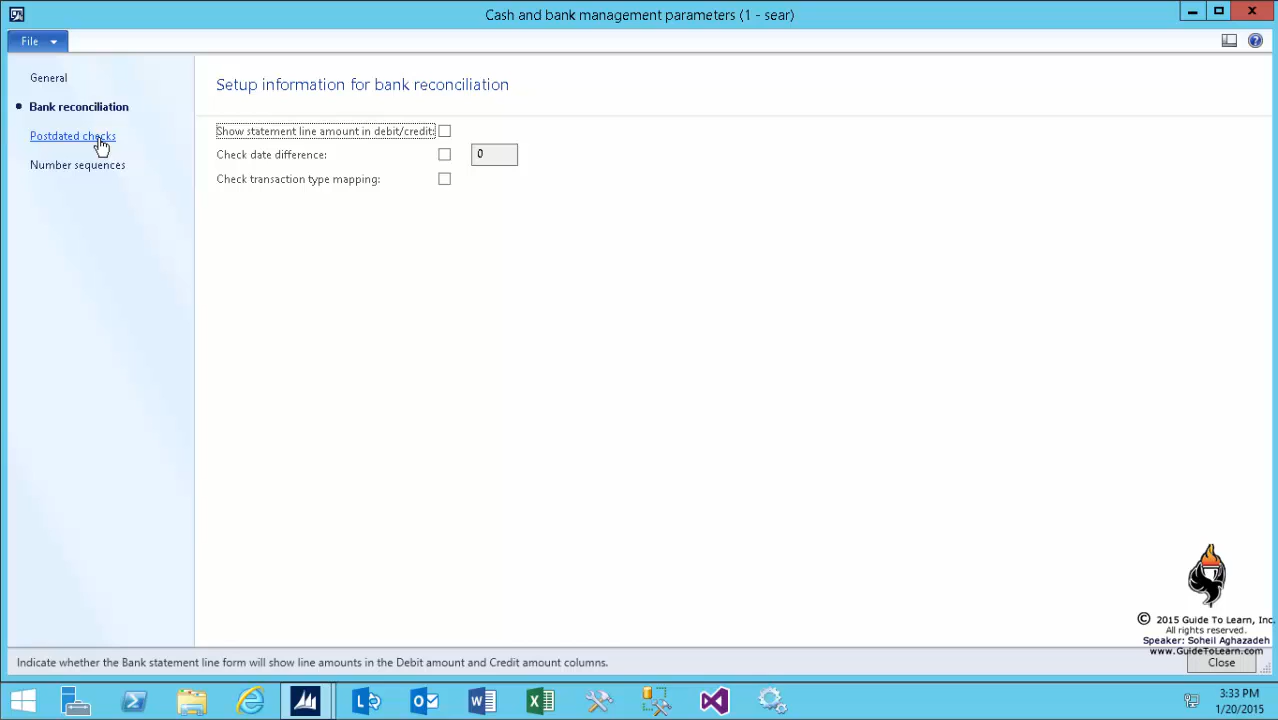 Cash and bank management parameters (1 - sear)
File
General
Bank reconciliation
Postdated checks
Number sequences
Setup information for bank reconciliation
Show statement line amount in debit/credit:
Check date difference:
0
Check transaction type mapping:
© 2015 Guide To Learn, Inc.
All rights reserved.
Speaker: Soheil Aghazadeh
www.GuideToLearn.com
Indicate whether the Bank statement line form will show line amounts in the Debit amount and Credit amount columns.
Close
3:33 PM
1/20/2015